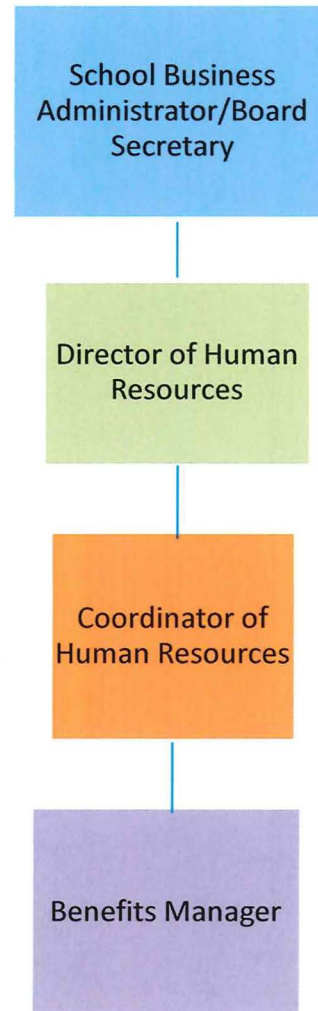 School Business
Administrator/Board
Secretary
Director of Human
Resources
Coordinator of
Human Resources
Benefits Manager